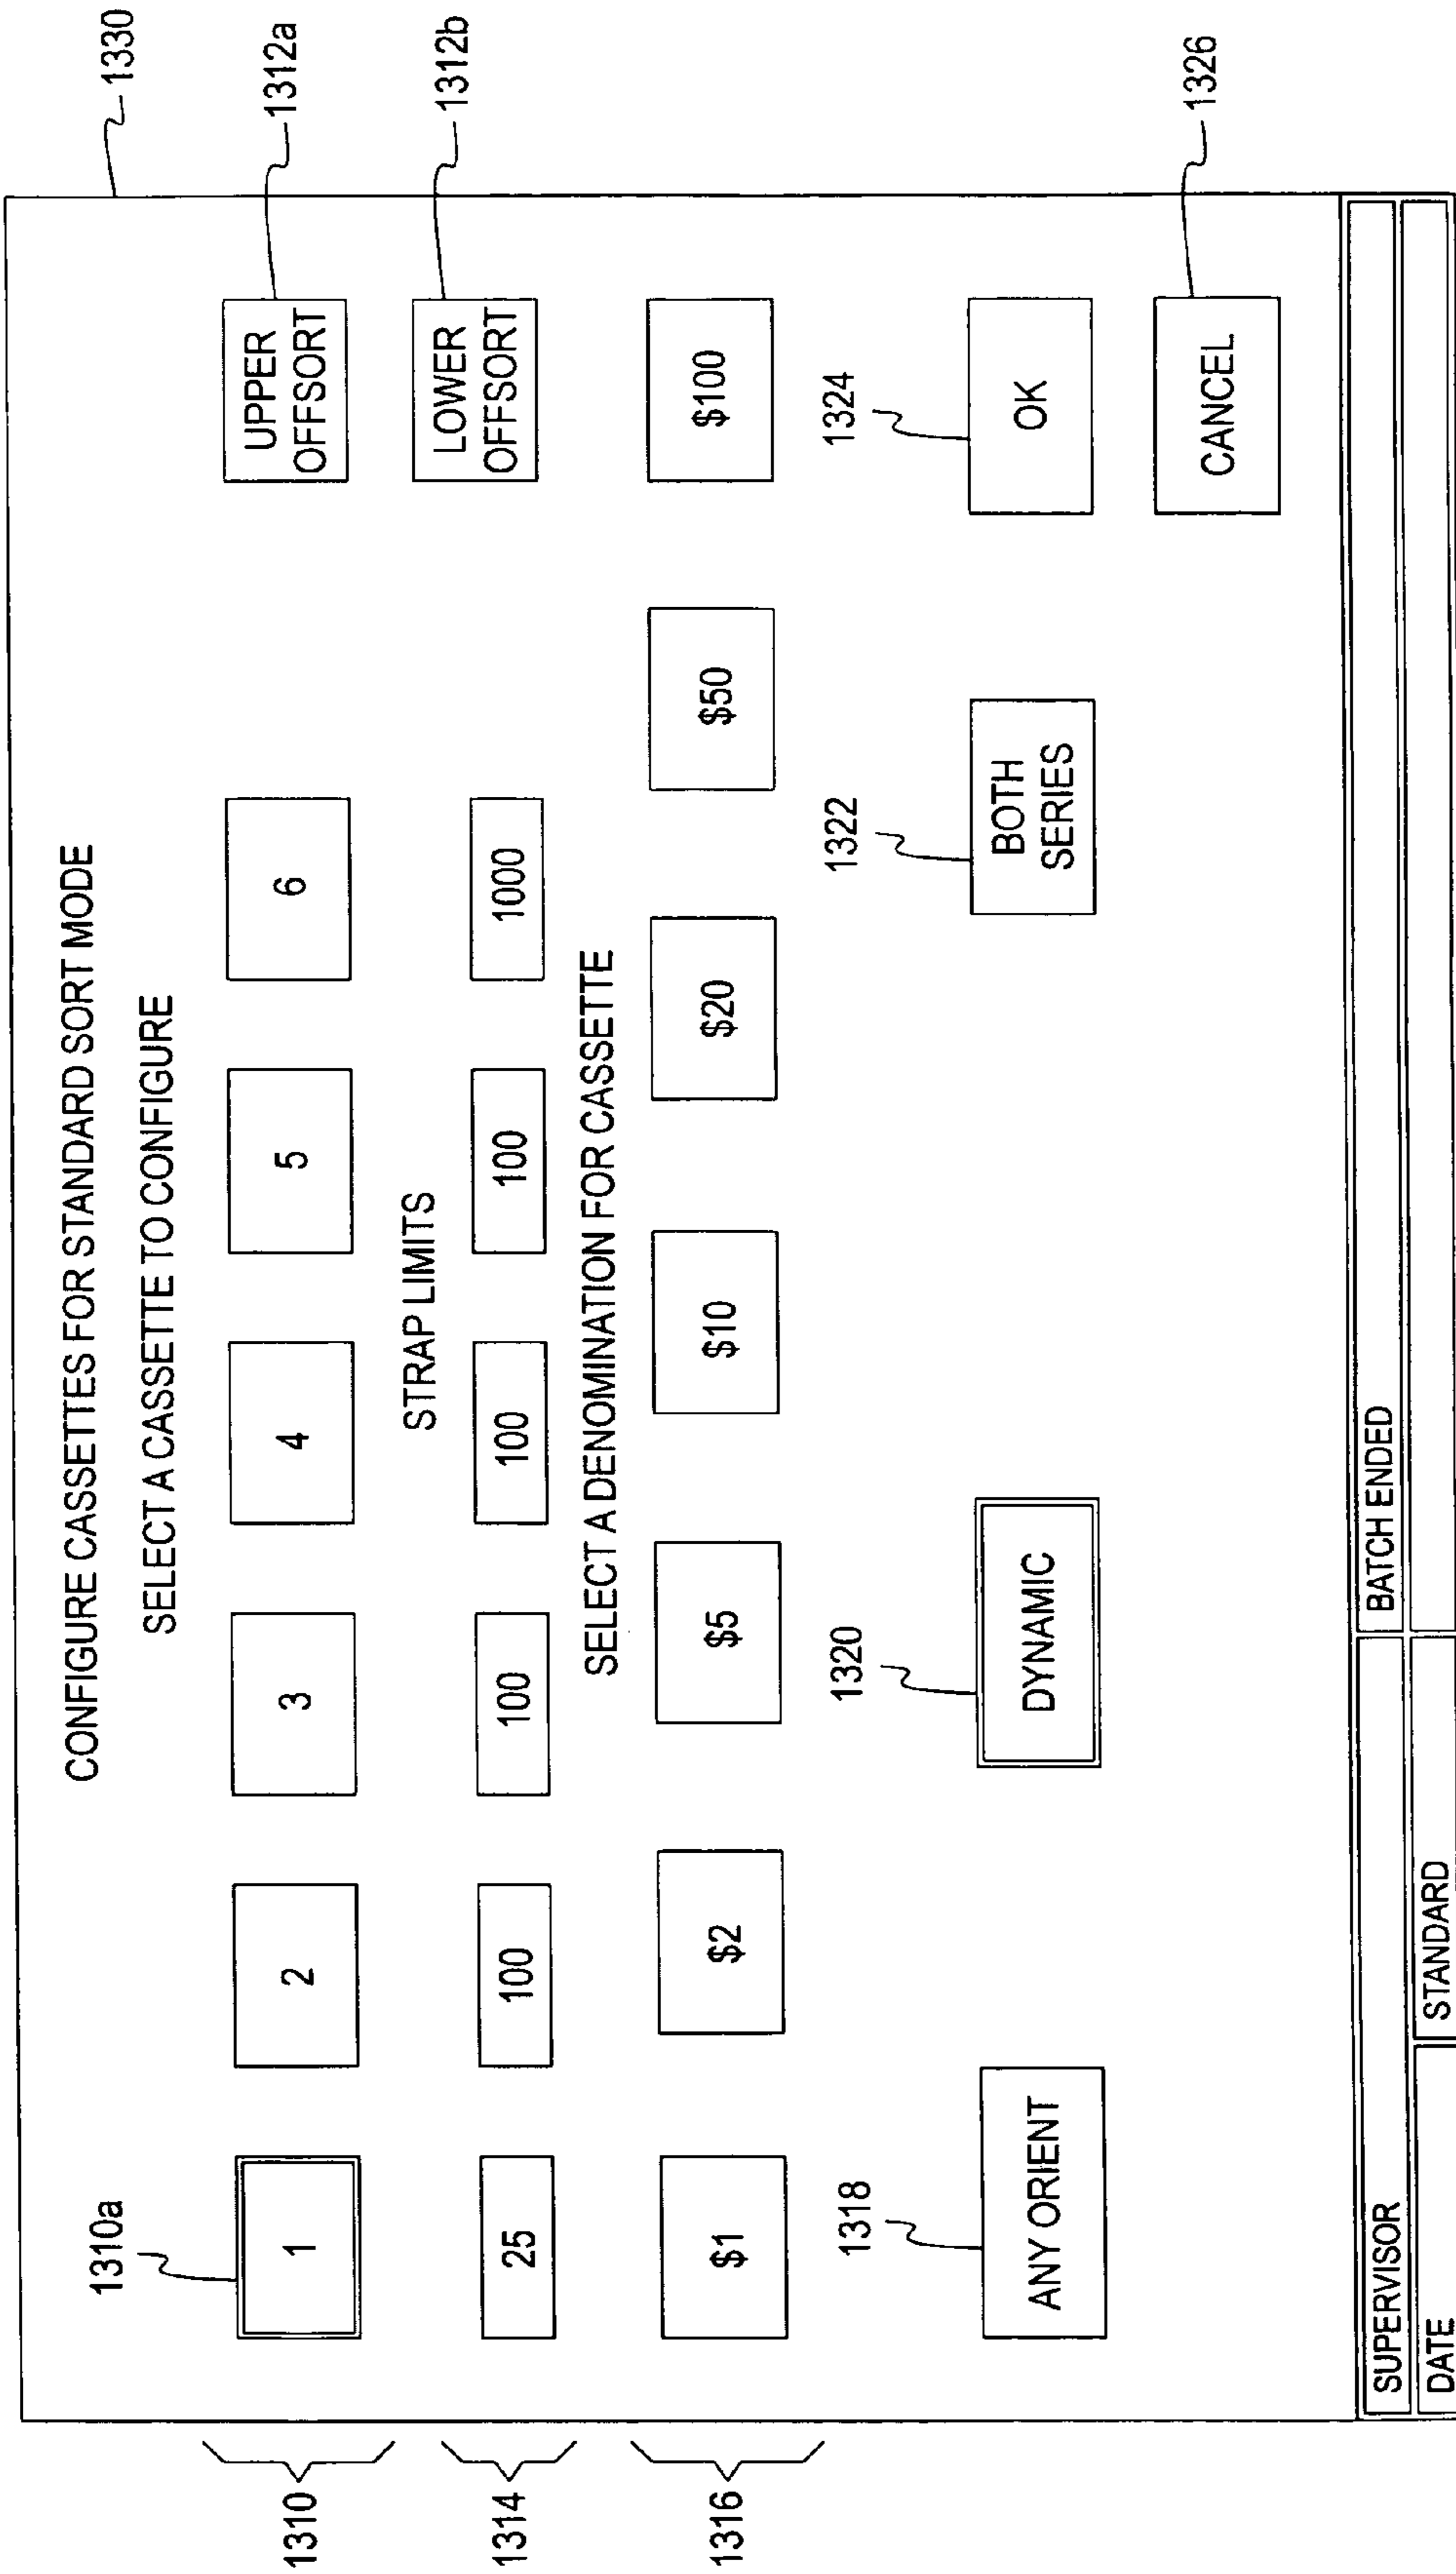 1330
CONFIGURE CASSETTES FOR STANDARD SORT MODE
SELECT A CASSETTE TO CONFIGURE
1310a
1310
1
2
3
4
5
6
UPPER
OFFSORT
1312a
STRAP LIMITS
LOWER
OFFSORT
1312b
1314
25
100
100
100
100
1000
SELECT A DENOMINATION FOR CASSETTE
1316
$1
$2
$5
$10
$20
$50
$100
1318
1320
1322
1324
ANY ORIENT
DYNAMIC
BOTH
SERIES
OK
CANCEL
1326
SUPERVISOR
BATCH ENDED
DATE
STANDARD